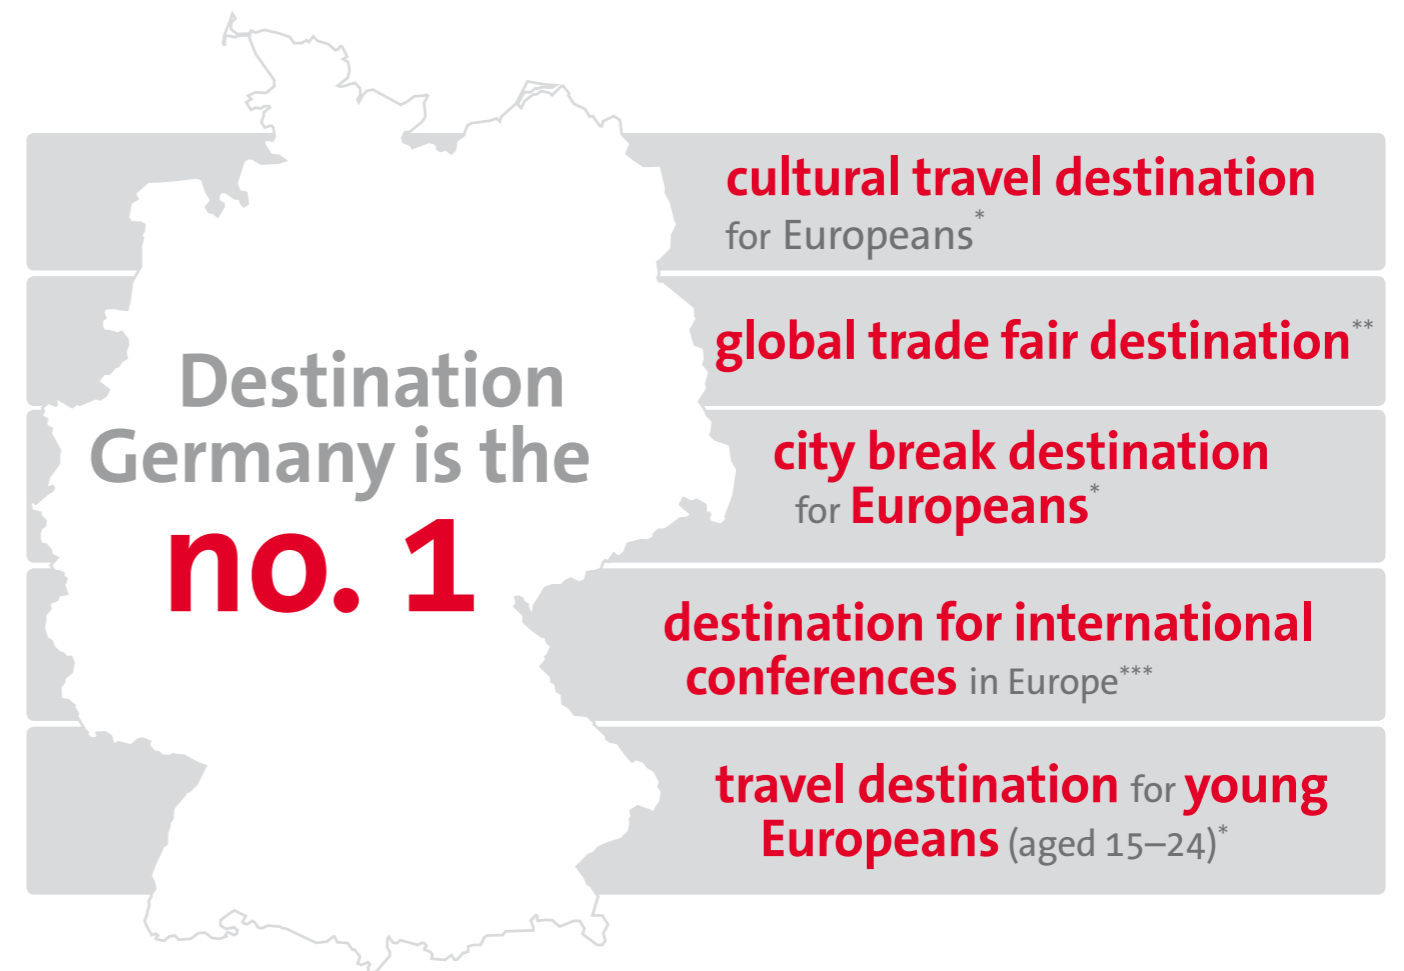 Destination
Germany is the
no. 1
cultural travel destination
for Europeans*
global trade fair destination**
city break destination
for Europeans*
destination for international
conferences in Europe***
travel destination for young
Europeans (aged 15–24)*